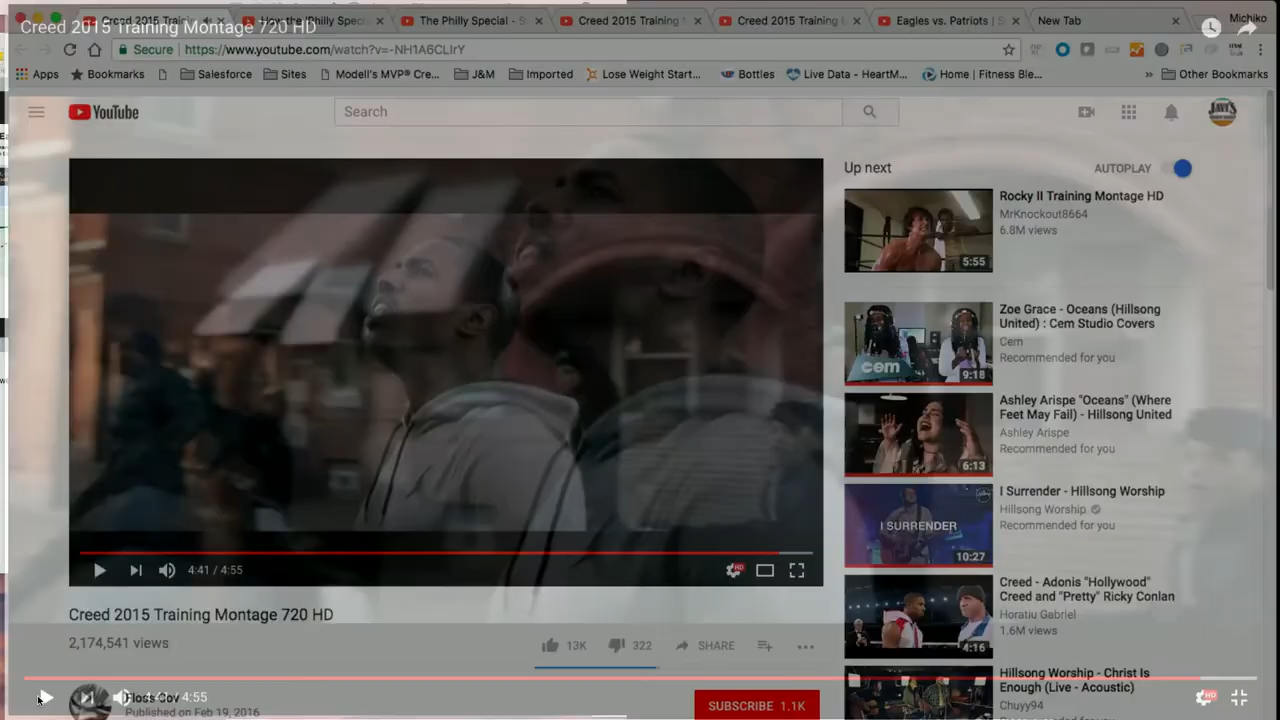 Creed 2015 Training Montage 720 HD
Creed 2015 Train
How the Philly Spec
The Philly Special - S
Creed 2015 Training
Creed 2015 Training
Eagles vs. Patriots | S
New Tab
Michiko
Secure
https://www.youtube.com/watch?v=-NH1A6CLIrY
Apps
Bookmarks
Salesforce
Sites
Modell's MVP® Cre...
J&M
Imported
Lose Weight Start...
Bottles
Live Data - HeartM...
Home | Fitness Ble...
»
Other Bookmarks
YouTube
Search
Up next
AUTOPLAY
Rocky II Training Montage HD
MrKnockout8664
6.8M views
5:55
Zoe Grace - Oceans (Hillsong
United) : Cem Studio Covers
Cem
Recommended for you
cem
9:18
Ashley Arispe "Oceans" (Where
Feet May Fail) - Hillsong United
Ashley Arispe
Recommended for you
6:13
I Surrender - Hillsong Worship
Hillsong Worship
Recommended for you
I SURRENDER
10:27
Creed - Adonis "Hollywood"
Creed and "Pretty" Ricky Conlan
Horatiu Gabriel
1.6M views
4:16
Hillsong Worship - Christ Is
Enough (Live - Acoustic)
Chuyy94
4:41 / 4:55
HD
Creed 2015 Training Montage 720 HD
2,174,541 views
13K
322
SHARE
Published on Feb 19, 2016
SUBSCRIBE 1.1K
4:41 / 4:55
HD